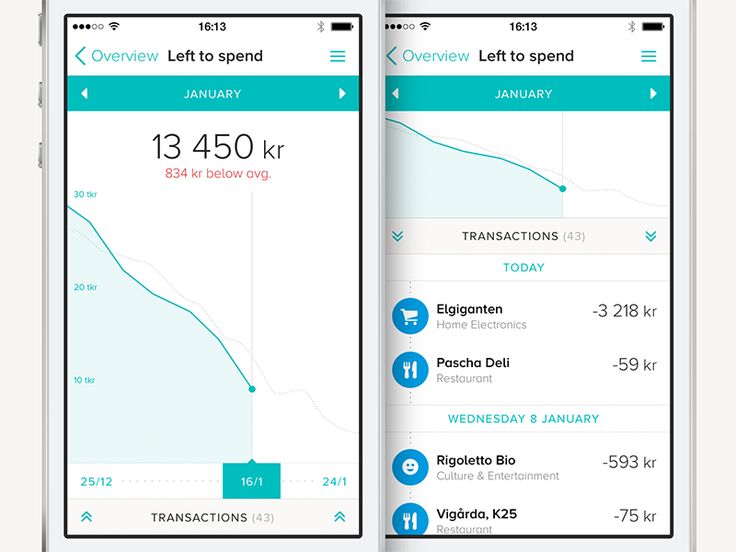 16:13
Overview Left to spend
JANUARY
13 450 kr
834 kr below avg.
30 tkr
20 tkr
10 tkr
25/12 16/1 24/1
TRANSACTIONS (43)
16:13
Overview Left to spend
JANUARY
TRANSACTIONS (43)
TODAY
Elgiganten -3 218 kr
Home Electronics
Pascha Deli -59 kr
Restaurant
WEDNESDAY 8 JANUARY
Rigoletto Bio -593 kr
Culture & Entertainment
Vigårda, K25 -75 kr
Restaurant